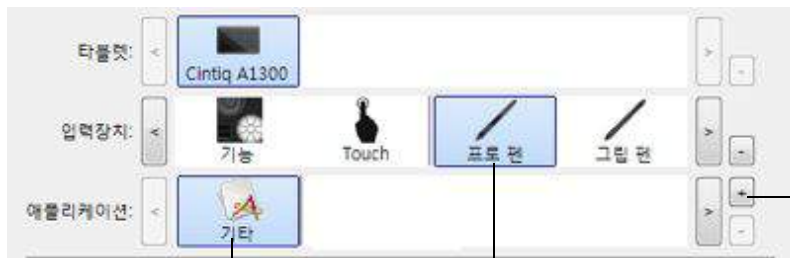 타블렛: < Cintiq A1300 > -
입력장치: < 기능 Touch 프로 펜 그립 펜 > -
애플리케이션: < 기타 > + -